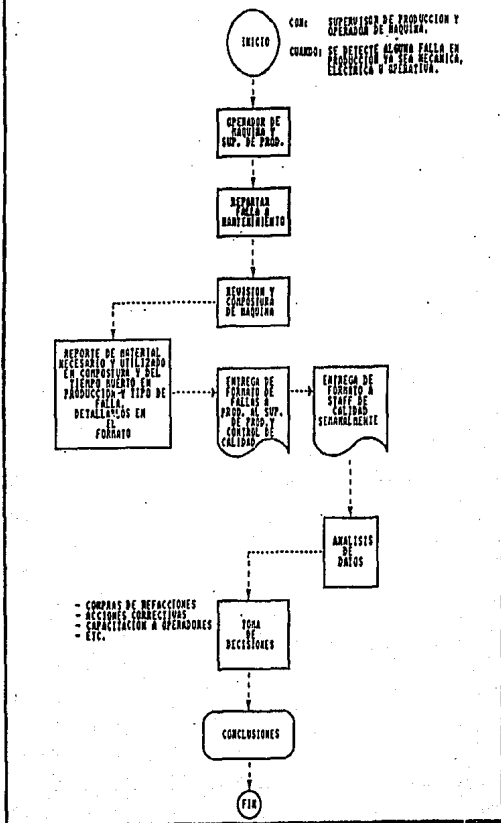 INICIO
CON: SUPERVISOR DE PRODUCCION Y
OPERADOR DE MAQUINA.
CUANDO: SE DETECTE ALGUNA FALLA EN
PRODUCCION YA SEA MECANICA,
ELECTRICA U OPERATIVA.
OPERADOR DE
MAQUINA Y
SUP. DE PROD.
REPORTAR
FALLA A
MANTENIMIENTO
REVISION Y
COMPOSTURA
DE MAQUINA
REPORTE DE MATERIAL
NECESARIO Y UTILIZADO
EN COMPOSTURA Y DEL
TIEMPO MUERTO EN
PRODUCCION Y TIPO DE
FALLA.
DETALLARLOS EN
EL
FORMATO
ENTREGA DE
FORMATO DE
FALLAS A
PROD. AL SUP.
DE PROD. Y
CONTROL DE
CALIDAD
ENTREGA DE
FORMATO A
STAFF DE
CALIDAD
SEMANALMENTE
ANALISIS
DE
DATOS
- COMPRAS DE REFACCIONES
- ACCIONES CORRECTIVAS
- CAPACITACION A OPERADORES
- ETC.
TOMA
DE
DECISIONES
CONCLUSIONES
FIN